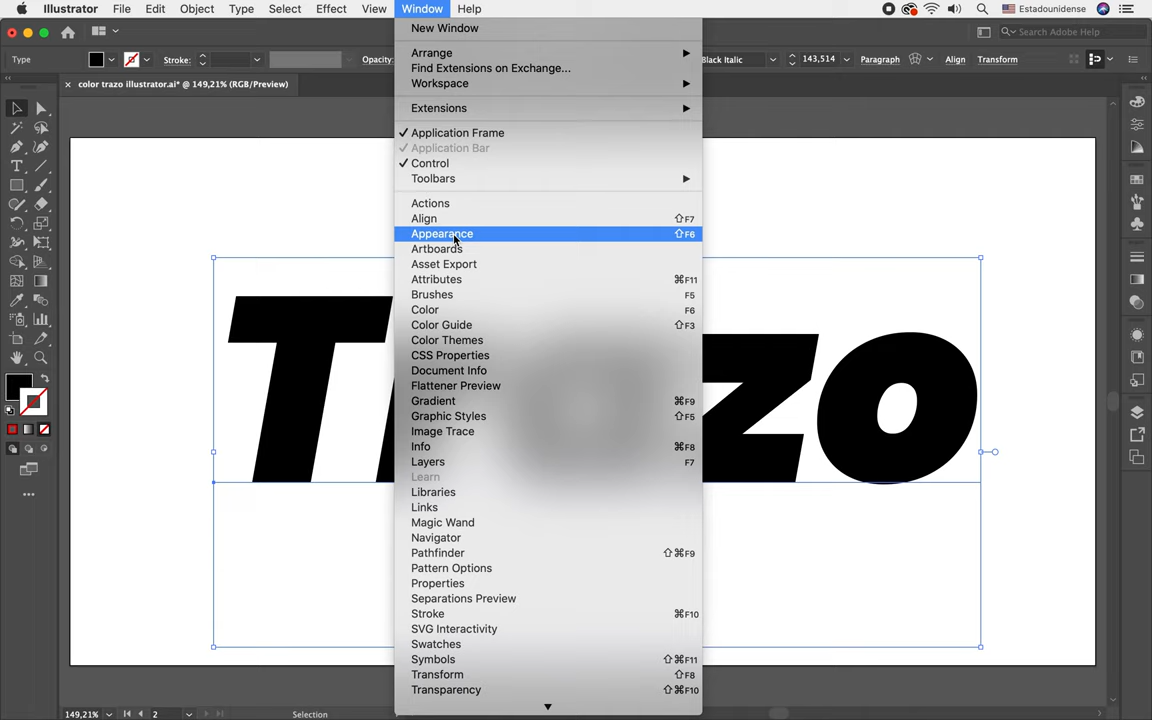 Illustrator File Edit Object Type Select Effect View Window Help Estadounidense
Search Adobe Help
Type Stroke: Opacity: Black Italic 143,514 Paragraph Align Transform
color trazo illustrator.ai* @ 149,21% (RGB/Preview)
New Window
Arrange
Find Extensions on Exchange...
Workspace
Extensions
Application Frame
Application Bar
Control
Toolbars
Actions
Align ⇧F7
Appearance ⇧F6
Artboards
Asset Export
Attributes ⌘F11
Brushes F5
Color F6
Color Guide ⇧F3
Color Themes
CSS Properties
Document Info
Flattener Preview
Gradient ⌘F9
Graphic Styles ⇧F5
Image Trace
Info ⌘F8
Layers F7
Learn
Libraries
Links
Magic Wand
Navigator
Pathfinder ⇧⌘F9
Pattern Options
Properties
Separations Preview
Stroke ⌘F10
SVG Interactivity
Swatches
Symbols ⇧⌘F11
Transform ⇧F8
Transparency ⇧⌘F10
149,21% 2 Selection